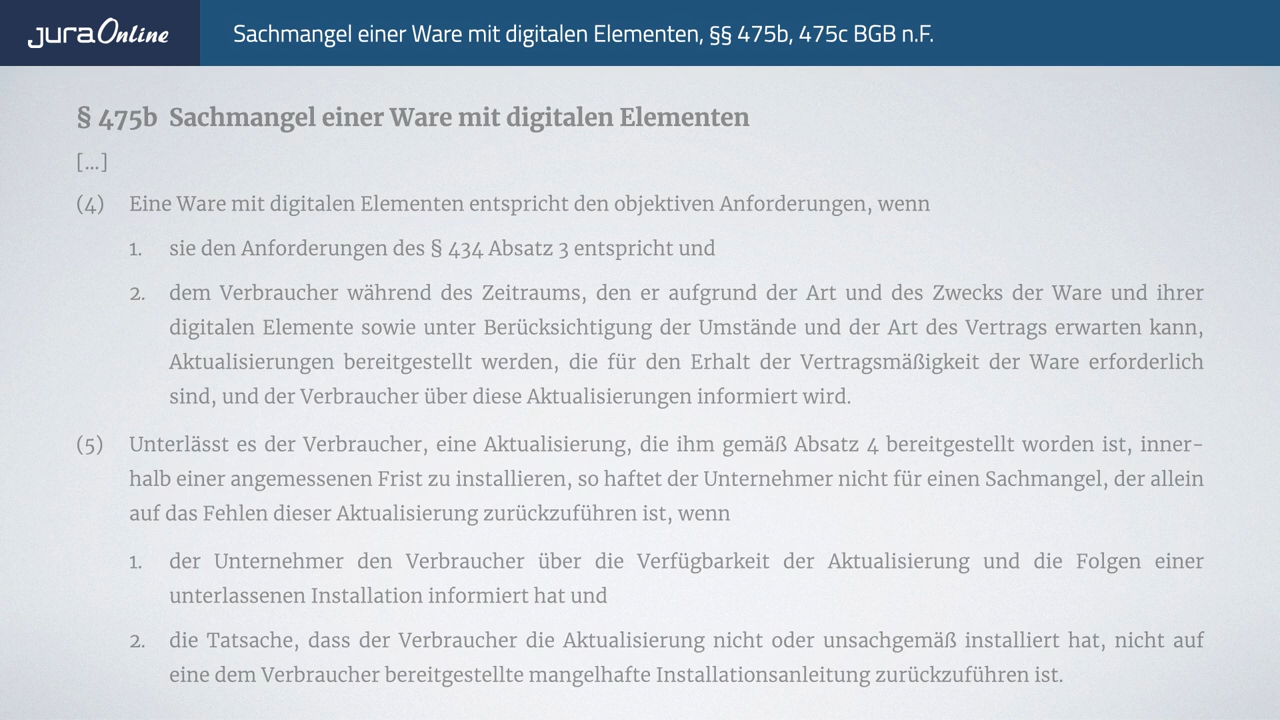 juraOnline
Sachmangel einer Ware mit digitalen Elementen, §§ 475b, 475c BGB n.F.
§ 475b Sachmangel einer Ware mit digitalen Elementen
[...]
(4) Eine Ware mit digitalen Elementen entspricht den objektiven Anforderungen, wenn
1. sie den Anforderungen des § 434 Absatz 3 entspricht und
2. dem Verbraucher während des Zeitraums, den er aufgrund der Art und des Zwecks der Ware und ihrer
digitalen Elemente sowie unter Berücksichtigung der Umstände und der Art des Vertrags erwarten kann,
Aktualisierungen bereitgestellt werden, die für den Erhalt der Vertragsmäßigkeit der Ware erforderlich
sind, und der Verbraucher über diese Aktualisierungen informiert wird.
(5) Unterlässt es der Verbraucher, eine Aktualisierung, die ihm gemäß Absatz 4 bereitgestellt worden ist, inner-
halb einer angemessenen Frist zu installieren, so haftet der Unternehmer nicht für einen Sachmangel, der allein
auf das Fehlen dieser Aktualisierung zurückzuführen ist, wenn
1. der Unternehmer den Verbraucher über die Verfügbarkeit der Aktualisierung und die Folgen einer
unterlassenen Installation informiert hat und
2. die Tatsache, dass der Verbraucher die Aktualisierung nicht oder unsachgemäß installiert hat, nicht auf
eine dem Verbraucher bereitgestellte mangelhafte Installationsanleitung zurückzuführen ist.